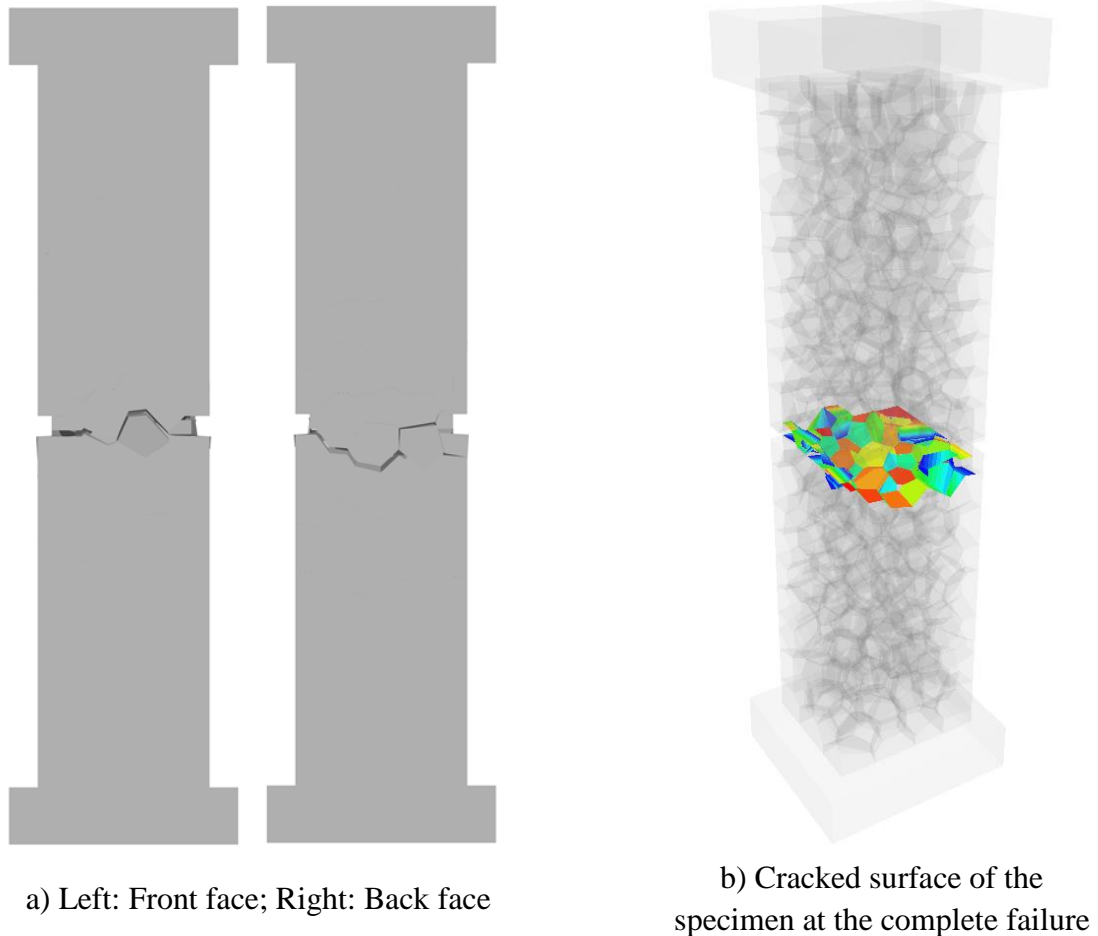 a) Left: Front face; Right: Back face
b) Cracked surface of the
specimen at the complete failure